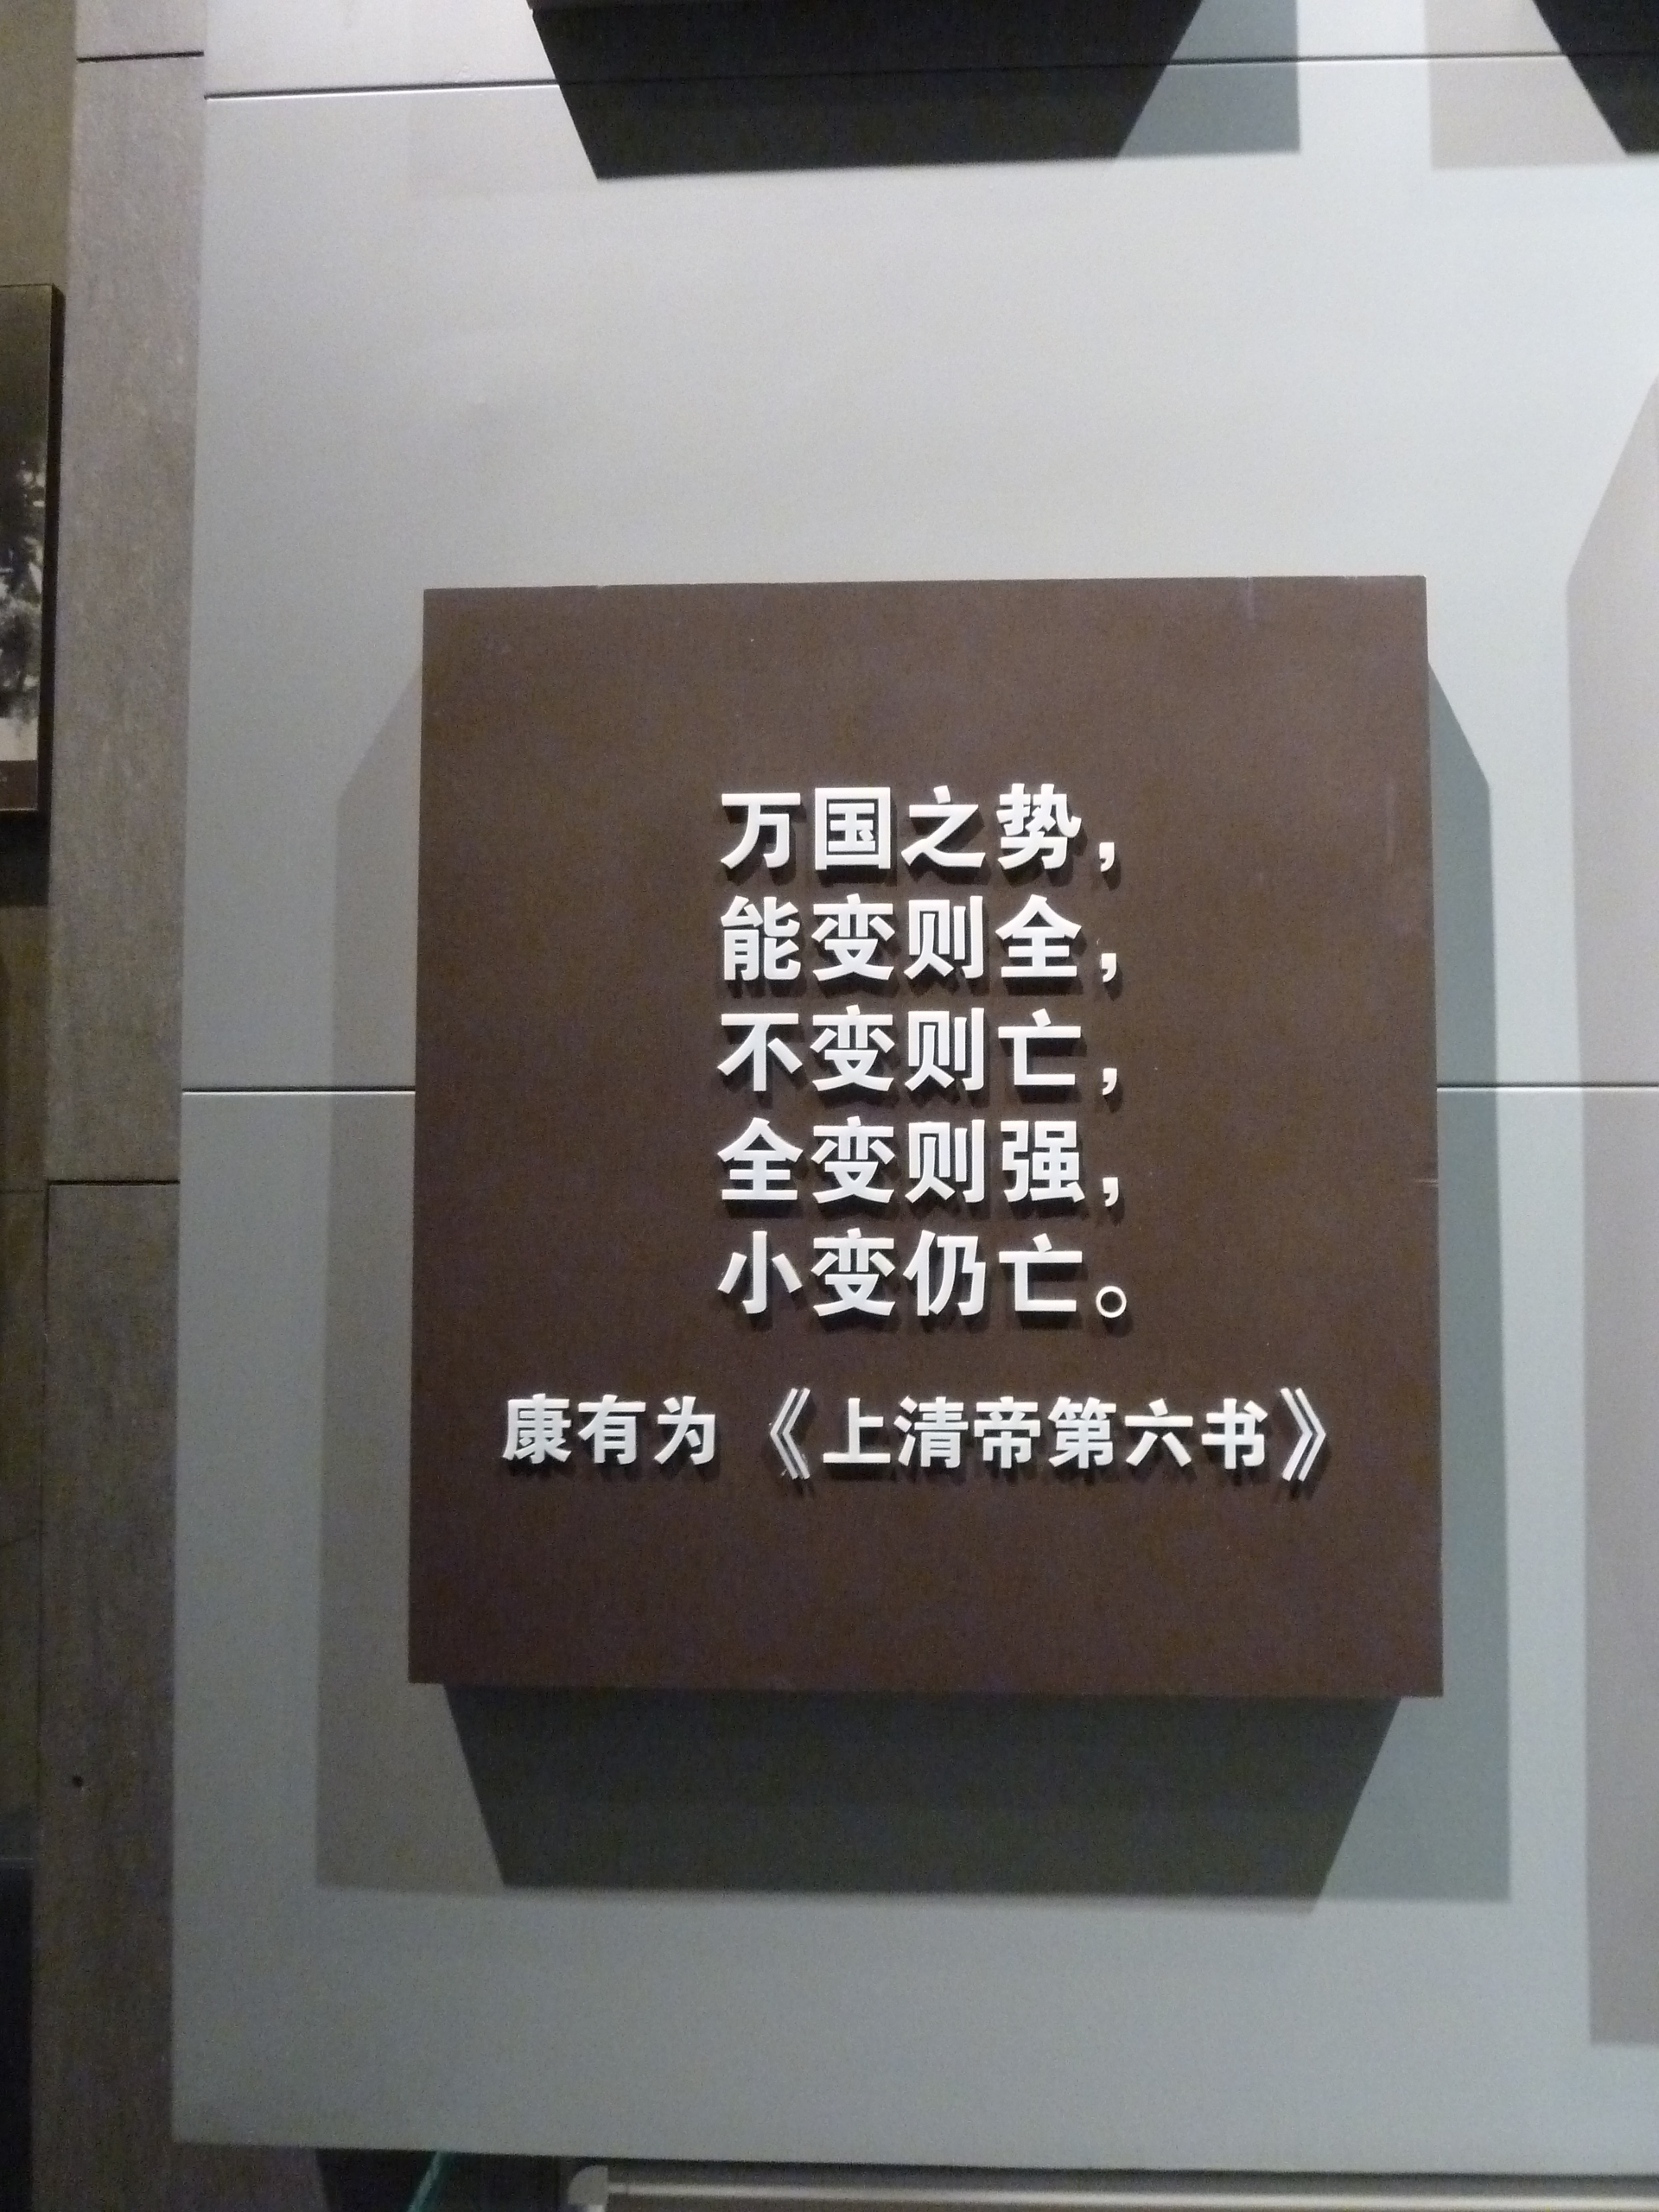 万国之势，
能变则全，
不变则亡，
全变则强，
小变仍亡。
康有为 《上清帝第六书》